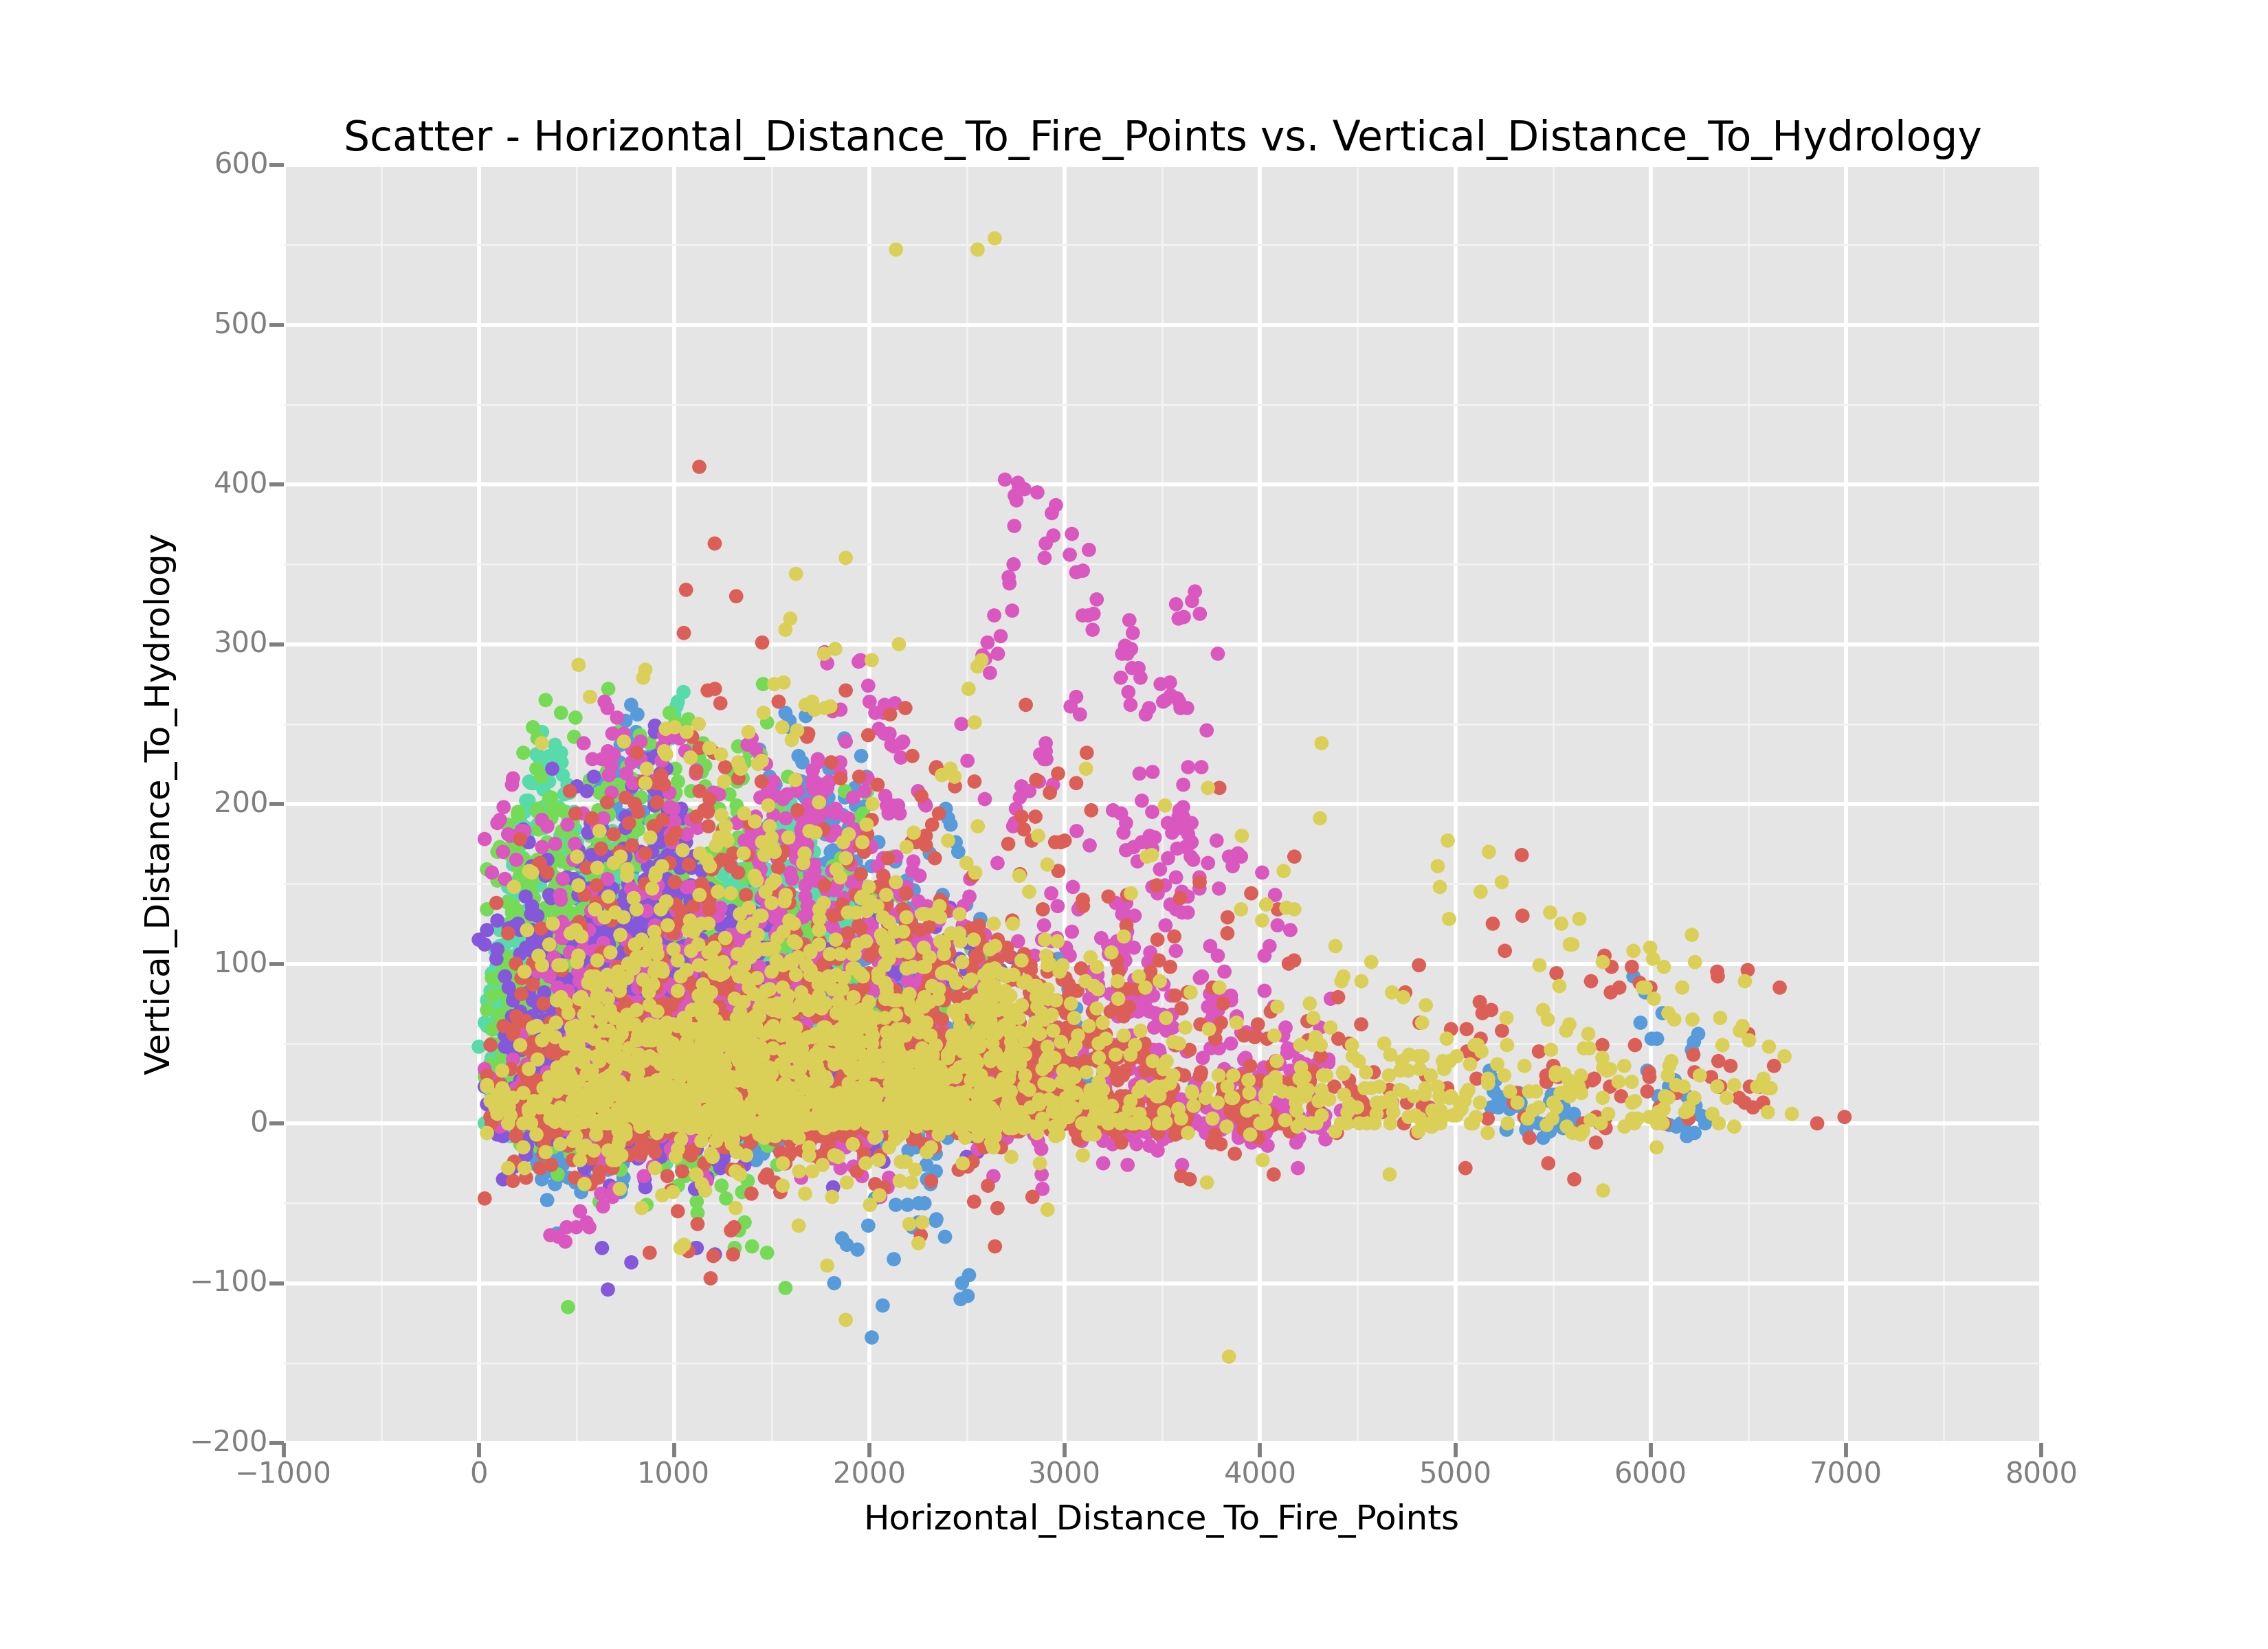 Scatter - Horizontal_Distance_To_Fire_Points vs. Vertical_Distance_To_Hydrology
600
500
400
300
200
100
0
−100
−200
Vertical_Distance_To_Hydrology
−1000 0 1000 2000 3000 4000 5000 6000 7000 8000
Horizontal_Distance_To_Fire_Points